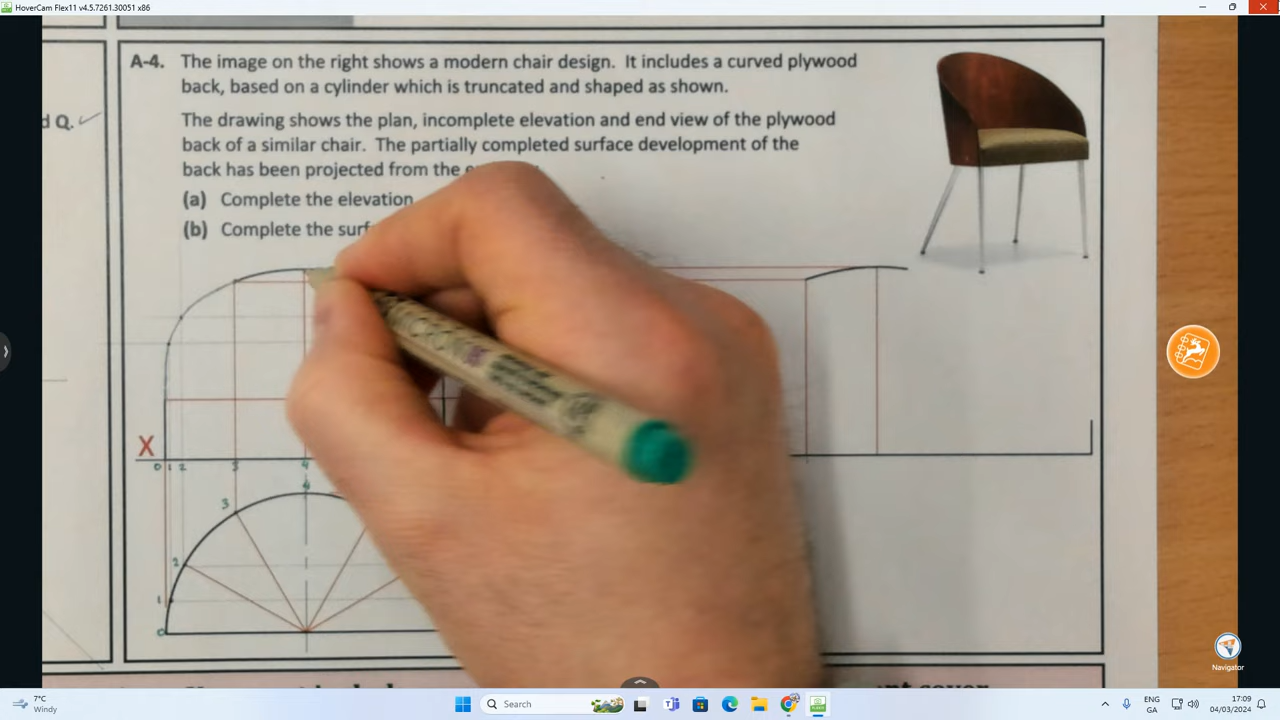 HoverCam Flex11 v4.5.7261.30051 x86
d Q.
A-4. The image on the right shows a modern chair design. It includes a curved plywood
back, based on a cylinder which is truncated and shaped as shown.
The drawing shows the plan, incomplete elevation and end view of the plywood
back of a similar chair. The partially completed surface development of the
back has been projected from the
(a) Complete the elevation
(b) Complete the surf
X
0 1 2 3 4
4
3
2
1
0
Navigator
7°C
Windy
Search
ENG
GA
17:09
04/03/2024